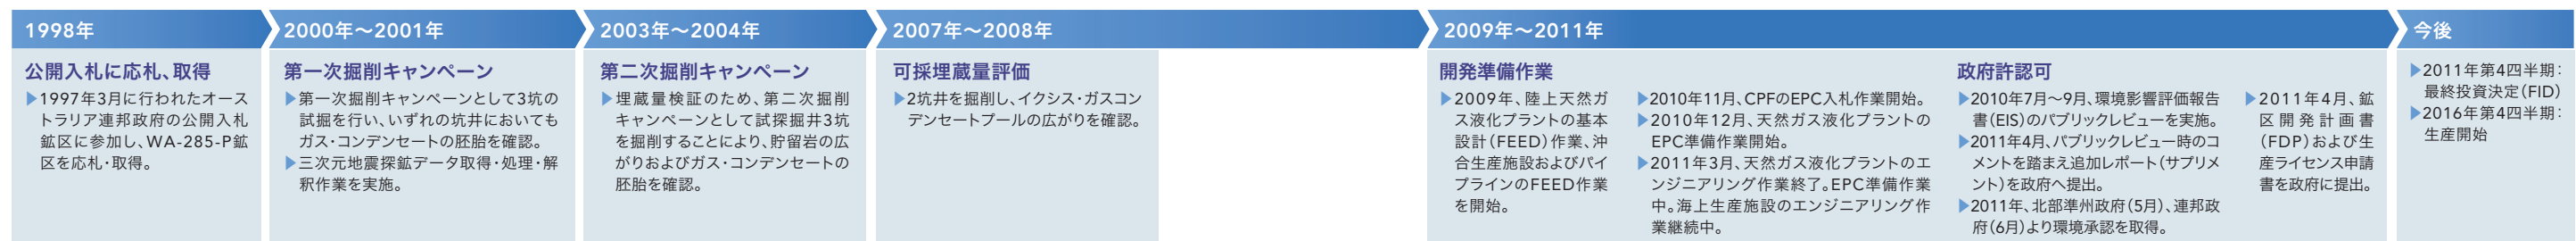 1998年
公開入札に応札、取得
▶1997年3月に行われたオース
トラリア連邦政府の公開入札
鉱区に参加し、WA-285-P鉱
区を応札・取得。
2000年～2001年
第一次掘削キャンペーン
▶第一次掘削キャンペーンとして3坑の
試掘を行い、いずれの坑井においても
ガス・コンデンセートの胚胎を確認。
▶三次元地震探鉱データ取得・処理・解
釈作業を実施。
2003年～2004年
第二次掘削キャンペーン
▶埋蔵量検証のため、第二次掘削
キャンペーンとして試探掘井3坑
を掘削することにより、貯留岩の広
がりおよびガス・コンデンセートの
胚胎を確認。
2007年～2008年
可採埋蔵量評価
▶2坑井を掘削し、イクシス・ガスコン
デンセートプールの広がりを確認。
2009年～2011年
開発準備作業
▶2009年、陸上天然ガ
ス液化プラントの基本
設計（FEED）作業、沖
合生産施設およびパイ
プラインのFEED作業
を開始。
▶2010年11月、CPFのEPC入札作業開始。
▶2010年12月、天然ガス液化プラントの
EPC準備作業開始。
▶2011年3月、天然ガス液化プラントのエ
ンジニアリング作業終了。EPC準備作業
中。海上生産施設のエンジニアリング作
業継続中。
政府許認可
▶2010年7月～9月、環境影響評価報告
書（EIS）のパブリックレビューを実施。
▶2011年4月、パブリックレビュー時のコ
メントを踏まえ追加レポート（サプリメ
ント）を政府へ提出。
▶2011年、北部準州政府（5月）、連邦政
府（6月）より環境承認を取得。
▶2011年4月、鉱
区開発計画書
（FDP）および生
産ライセンス申請
書を政府に提出。
今後
▶2011年第4四半期：
最終投資決定（FID）
▶2016年第4四半期：
生産開始